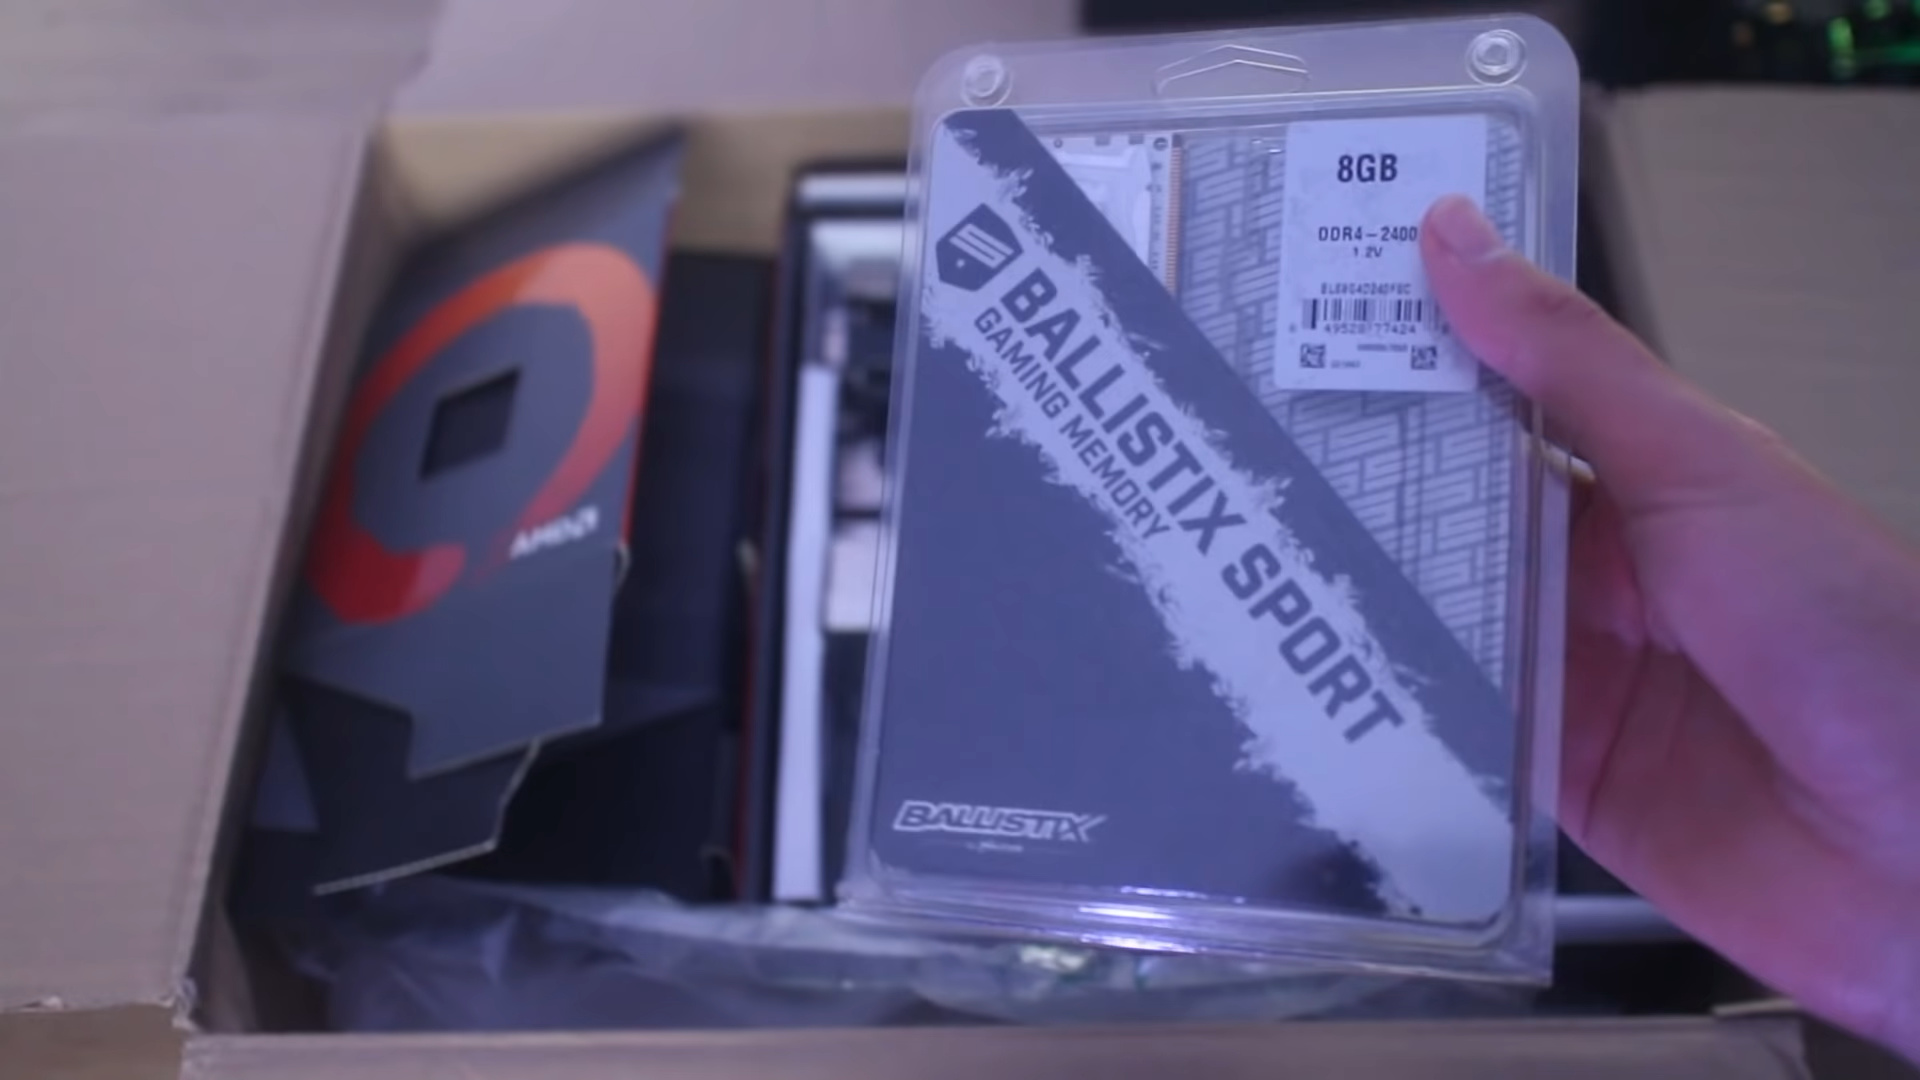 8GB
DDR4-2400
1.2V
BALLISTIX SPORT
GAMING MEMORY
AMD
BALLISTIX